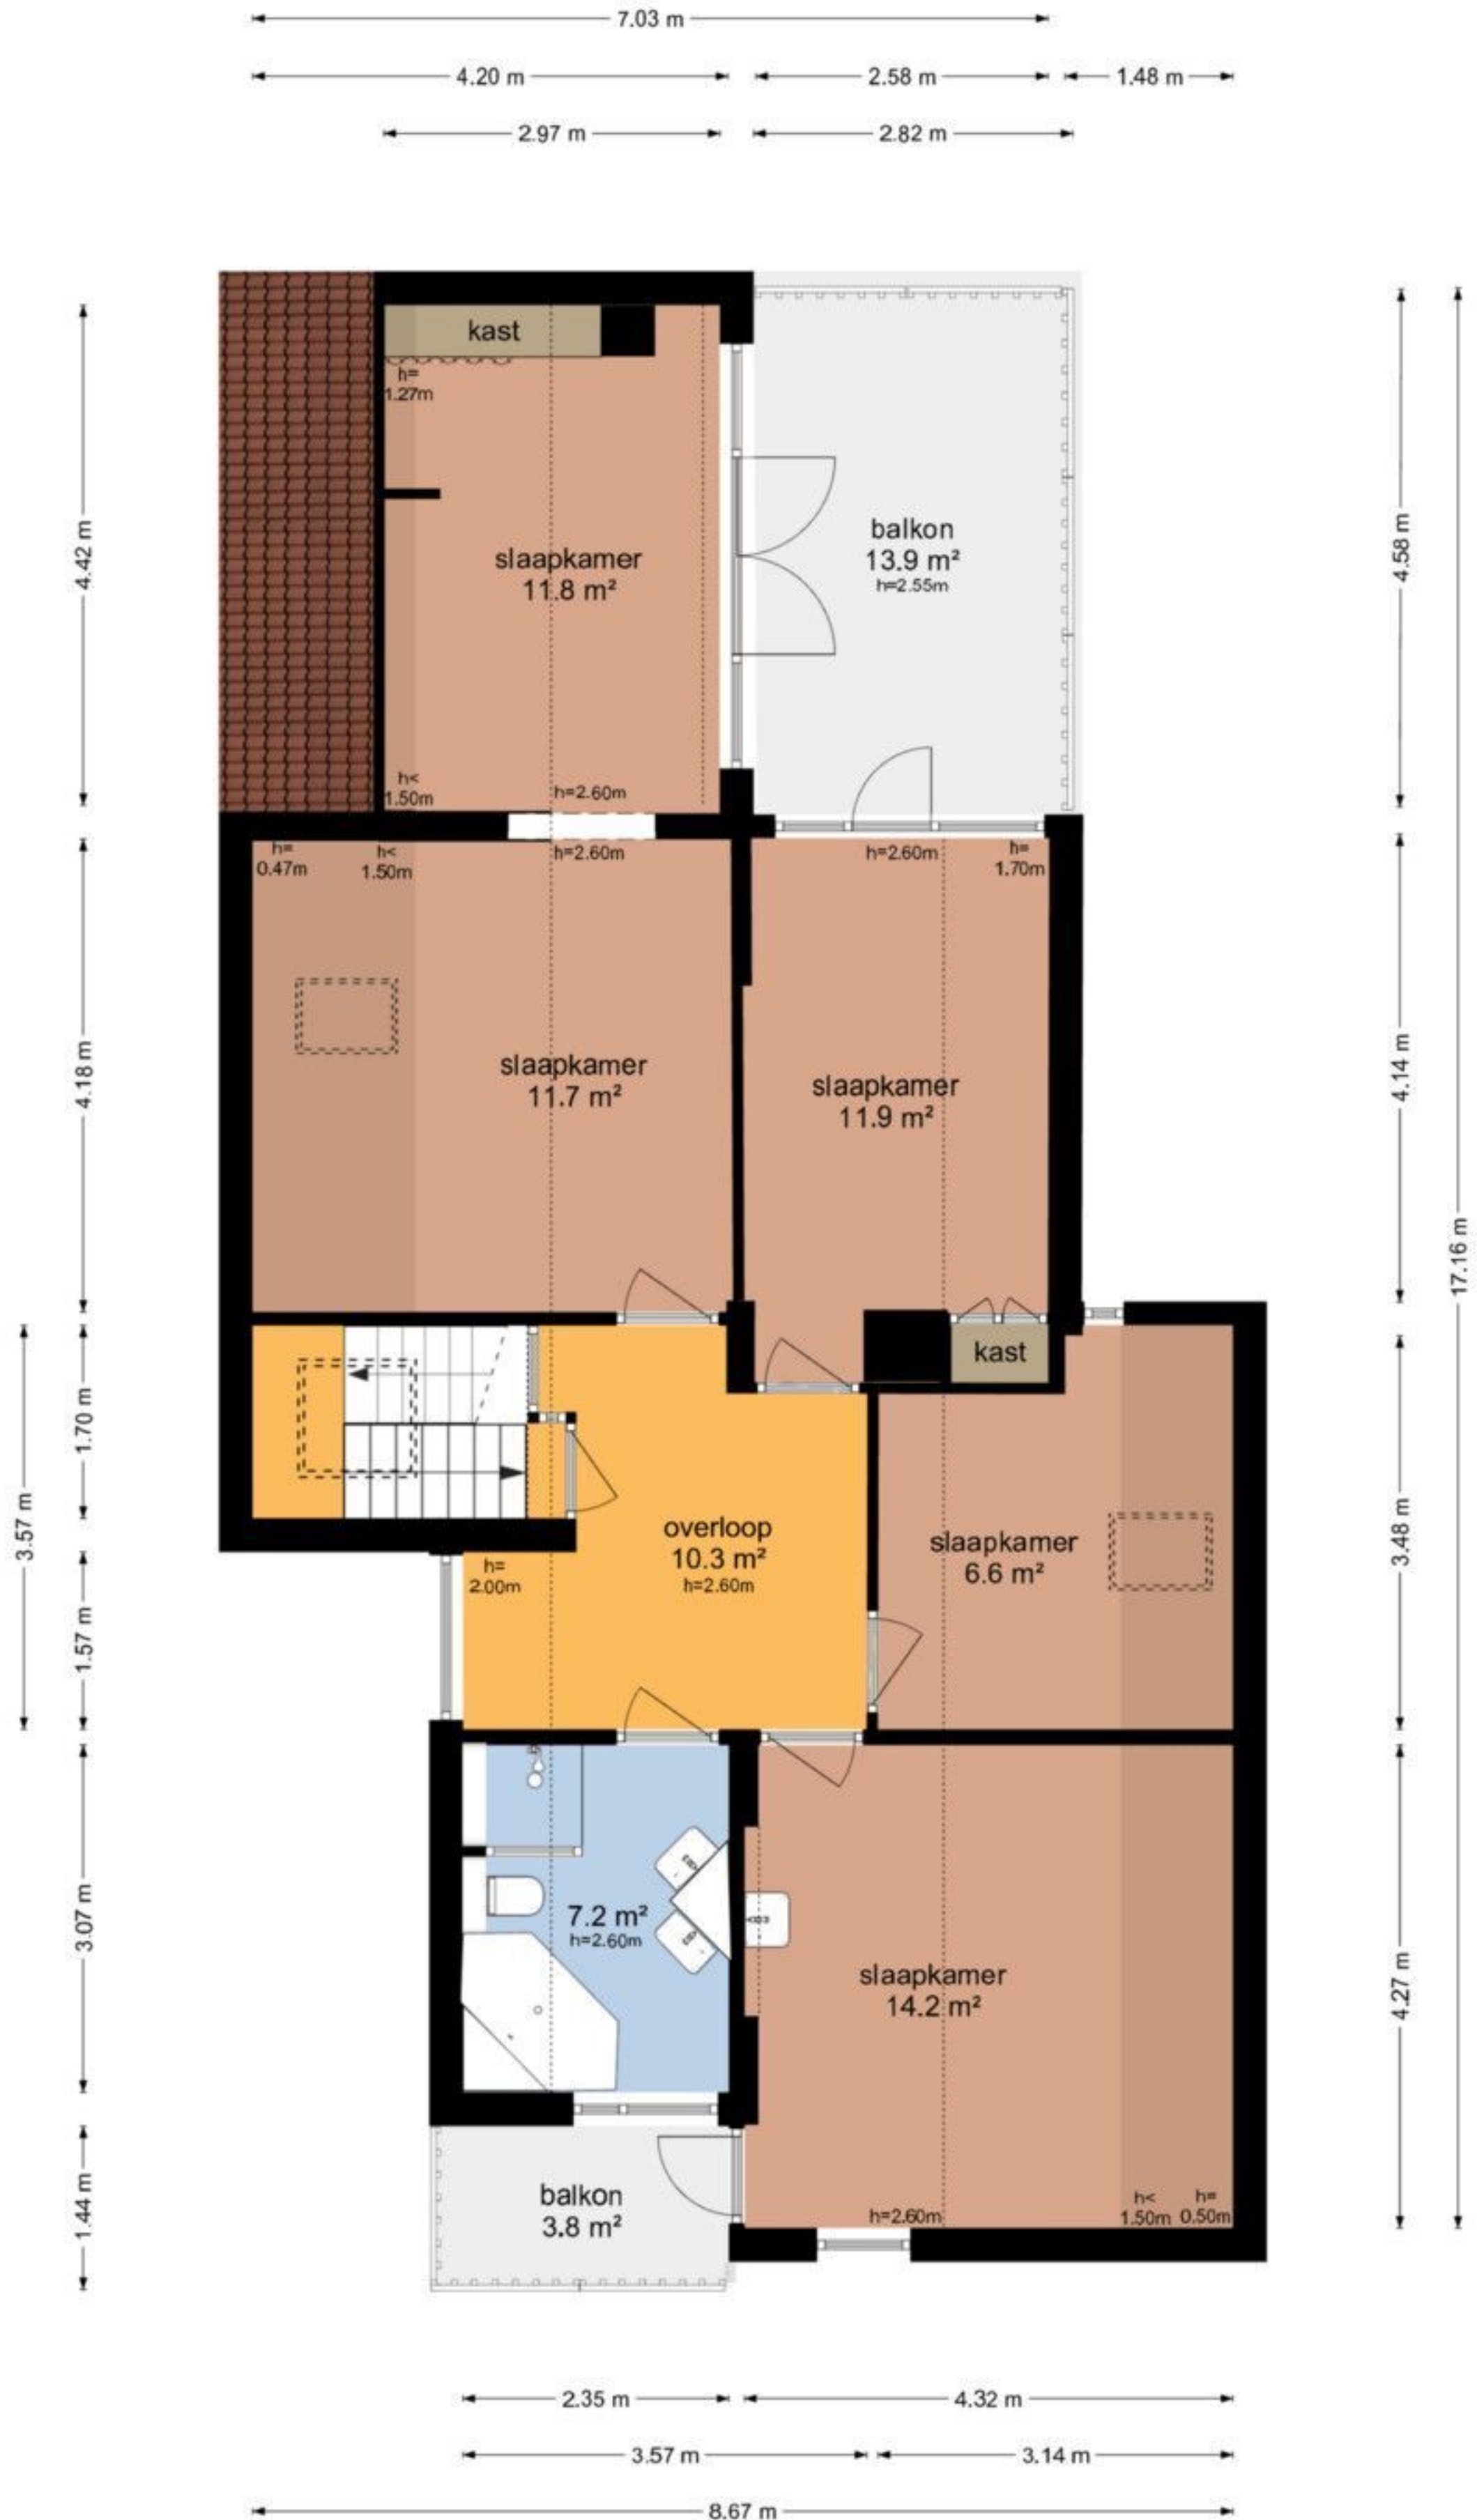 7.03 m
4.20 m
2.58 m
1.48 m
2.97 m
2.82 m
kast
h=
1.27m
4.42 m
slaapkamer
11.8 m²
balkon
13.9 m²
h=2.55m
4.58 m
h<
1.50m
h=2.60m
h=
0.47m
h<
1.50m
h=2.60m
h=2.60m
h=
1.70m
4.18 m
slaapkamer
11.7 m²
slaapkamer
11.9 m²
4.14 m
17.16 m
kast
1.70 m
3.57 m
overloop
10.3 m²
h=2.60m
slaapkamer
6.6 m²
3.48 m
h=
2.00m
1.57 m
7.2 m²
h=2.60m
3.07 m
slaapkamer
14.2 m²
4.27 m
balkon
3.8 m²
1.44 m
h=2.60m
h<
1.50m
h=
0.50m
2.35 m
4.32 m
3.57 m
3.14 m
8.67 m